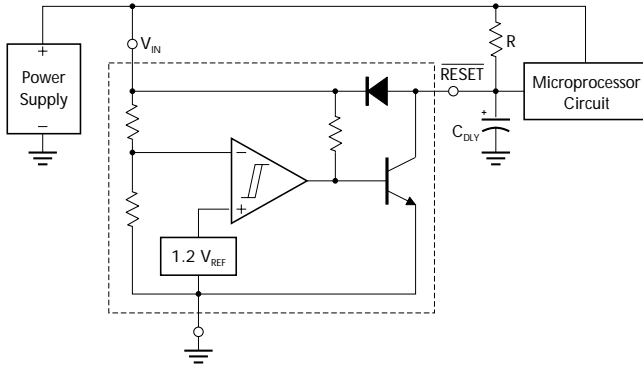 +
Power
Supply
−
V_IN
RESET
R
Microprocessor
Circuit
+
C_DLY
−
+
1.2 V_REF